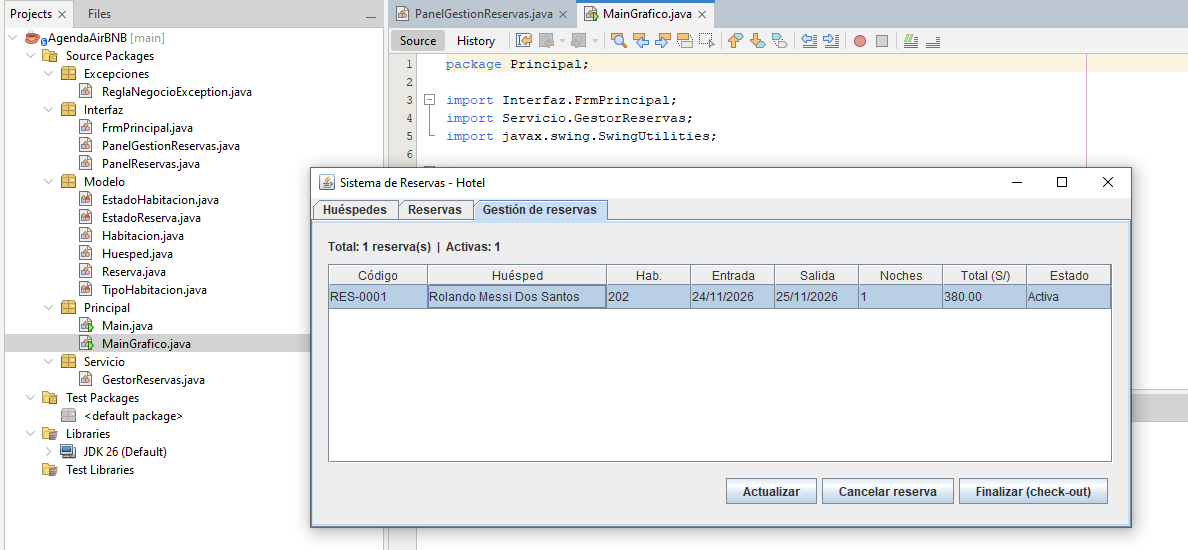 Projects
Files
AgendaAirBNB [main]
Source Packages
Excepciones
ReglaNegocioException.java
Interfaz
FrmPrincipal.java
PanelGestionReservas.java
PanelReservas.java
Modelo
EstadoHabitacion.java
EstadoReserva.java
Habitacion.java
Huesped.java
Reserva.java
TipoHabitacion.java
Principal
Main.java
MainGrafico.java
Servicio
GestorReservas.java
Test Packages
<default package>
Libraries
JDK 26 (Default)
Test Libraries
PanelGestionReservas.java
MainGrafico.java
Source
History
1 package Principal;
2
3 import Interfaz.FrmPrincipal;
4 import Servicio.GestorReservas;
5 import javax.swing.SwingUtilities;
6
Sistema de Reservas - Hotel
Huéspedes Reservas Gestión de reservas
Total: 1 reserva(s) | Activas: 1
Código Huésped Hab. Entrada Salida Noches Total (S/) Estado
RES-0001 Rolando Messi Dos Santos 202 24/11/2026 25/11/2026 1 380.00 Activa
Actualizar Cancelar reserva Finalizar (check-out)